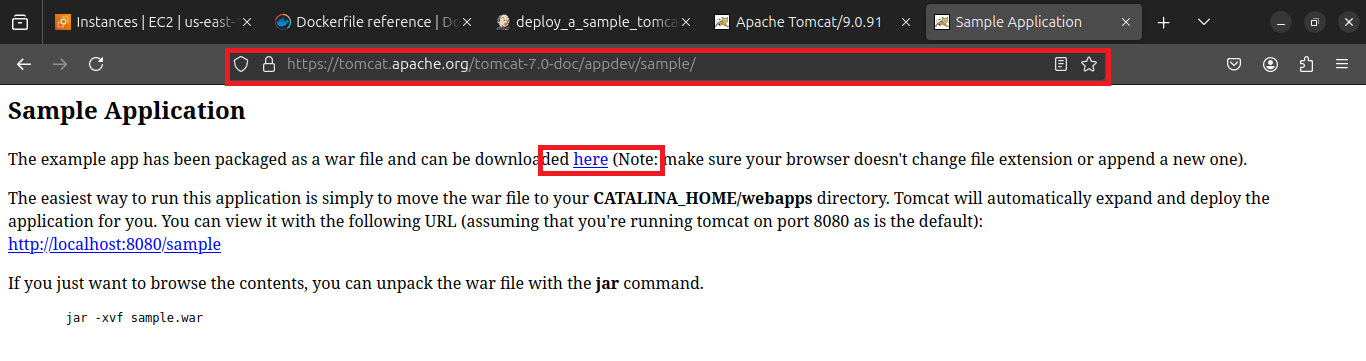 Instances | EC2 | us-east-
Dockerfile reference | Do
deploy_a_sample_tomca
Apache Tomcat/9.0.91
Sample Application
https://tomcat.apache.org/tomcat-7.0-doc/appdev/sample/
Sample Application
The example app has been packaged as a war file and can be downloaded here (Note: make sure your browser doesn't change file extension or append a new one).
The easiest way to run this application is simply to move the war file to your CATALINA_HOME/webapps directory. Tomcat will automatically expand and deploy the
application for you. You can view it with the following URL (assuming that you're running tomcat on port 8080 as is the default):
http://localhost:8080/sample
If you just want to browse the contents, you can unpack the war file with the jar command.
jar -xvf sample.war